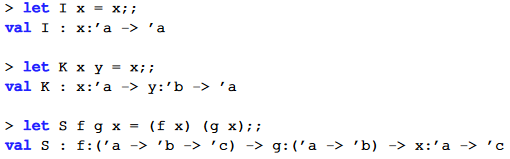 > let I x = x;;
val I : x:’a -> ’a
> let K x y = x;;
val K : x:’a -> y:’b -> ’a
> let S f g x = (f x) (g x);;
val S : f:(’a -> ’b -> ’c) -> g:(’a -> ’b) -> x:’a -> ’c